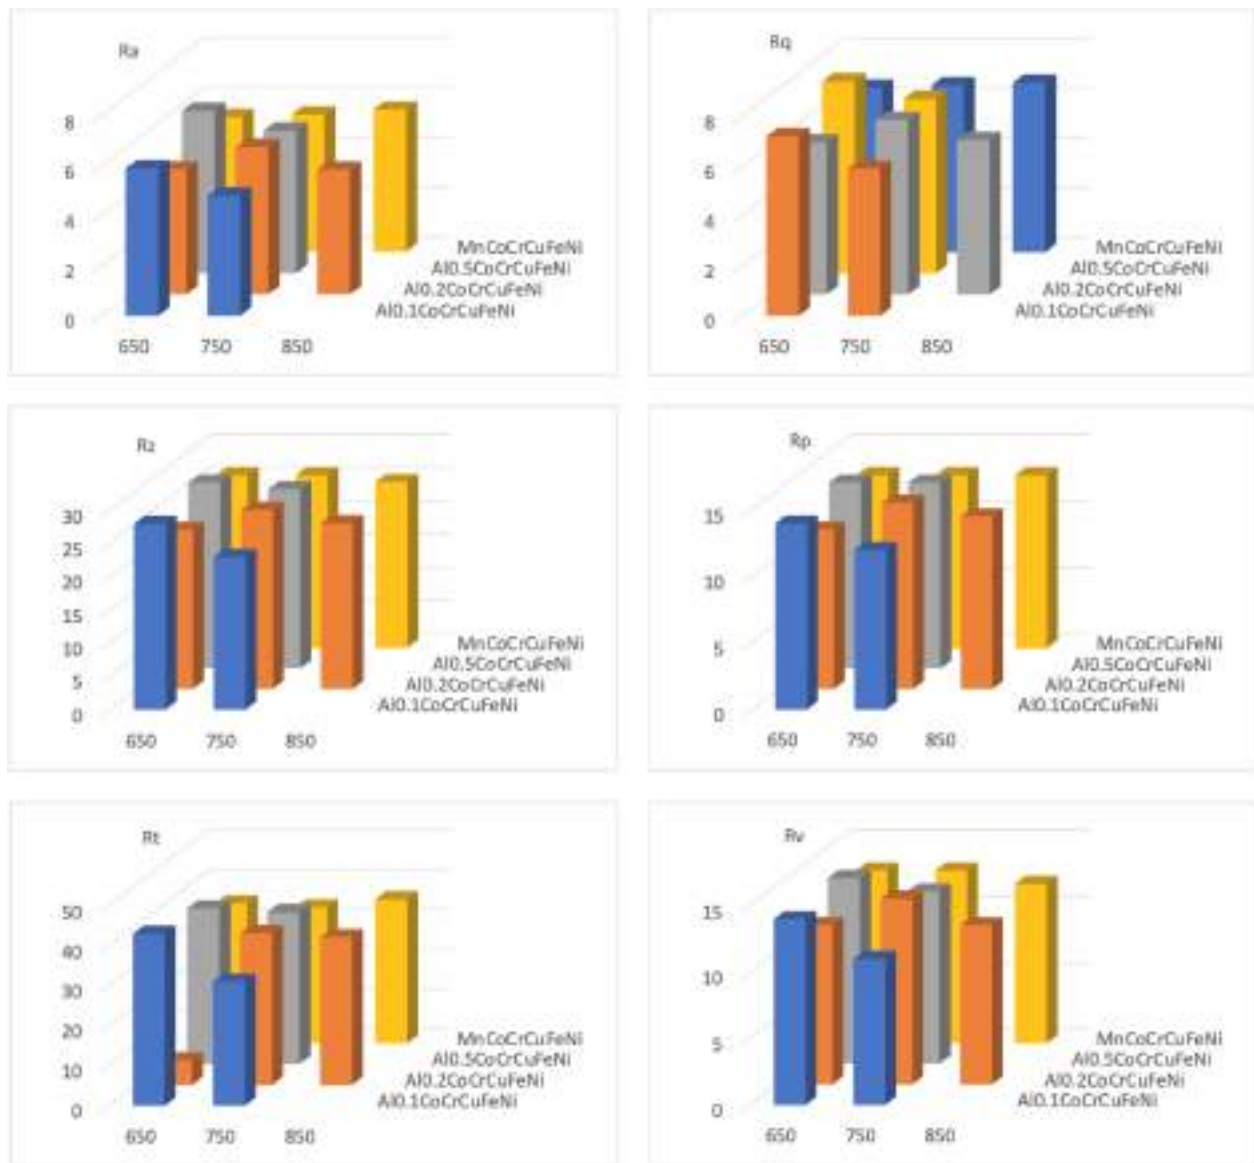 Ra
8
6
4
2
0
MnCoCrCuFeNi
Al0.5CoCrCuFeNi
Al0.2CoCrCuFeNi
Al0.1CoCrCuFeNi
650 750 850
Rq
8
6
4
2
0
MnCoCrCuFeNi
Al0.5CoCrCuFeNi
Al0.2CoCrCuFeNi
Al0.1CoCrCuFeNi
650 750 850
Rz
30
25
20
15
10
5
0
MnCoCrCuFeNi
Al0.5CoCrCuFeNi
Al0.2CoCrCuFeNi
Al0.1CoCrCuFeNi
650 750 850
Rp
15
10
5
0
MnCoCrCuFeNi
Al0.5CoCrCuFeNi
Al0.2CoCrCuFeNi
Al0.1CoCrCuFeNi
650 750 850
Rt
50
40
30
20
10
0
MnCoCrCuFeNi
Al0.5CoCrCuFeNi
Al0.2CoCrCuFeNi
Al0.1CoCrCuFeNi
650 750 850
Rv
15
10
5
0
MnCoCrCuFeNi
Al0.5CoCrCuFeNi
Al0.2CoCrCuFeNi
Al0.1CoCrCuFeNi
650 750 850